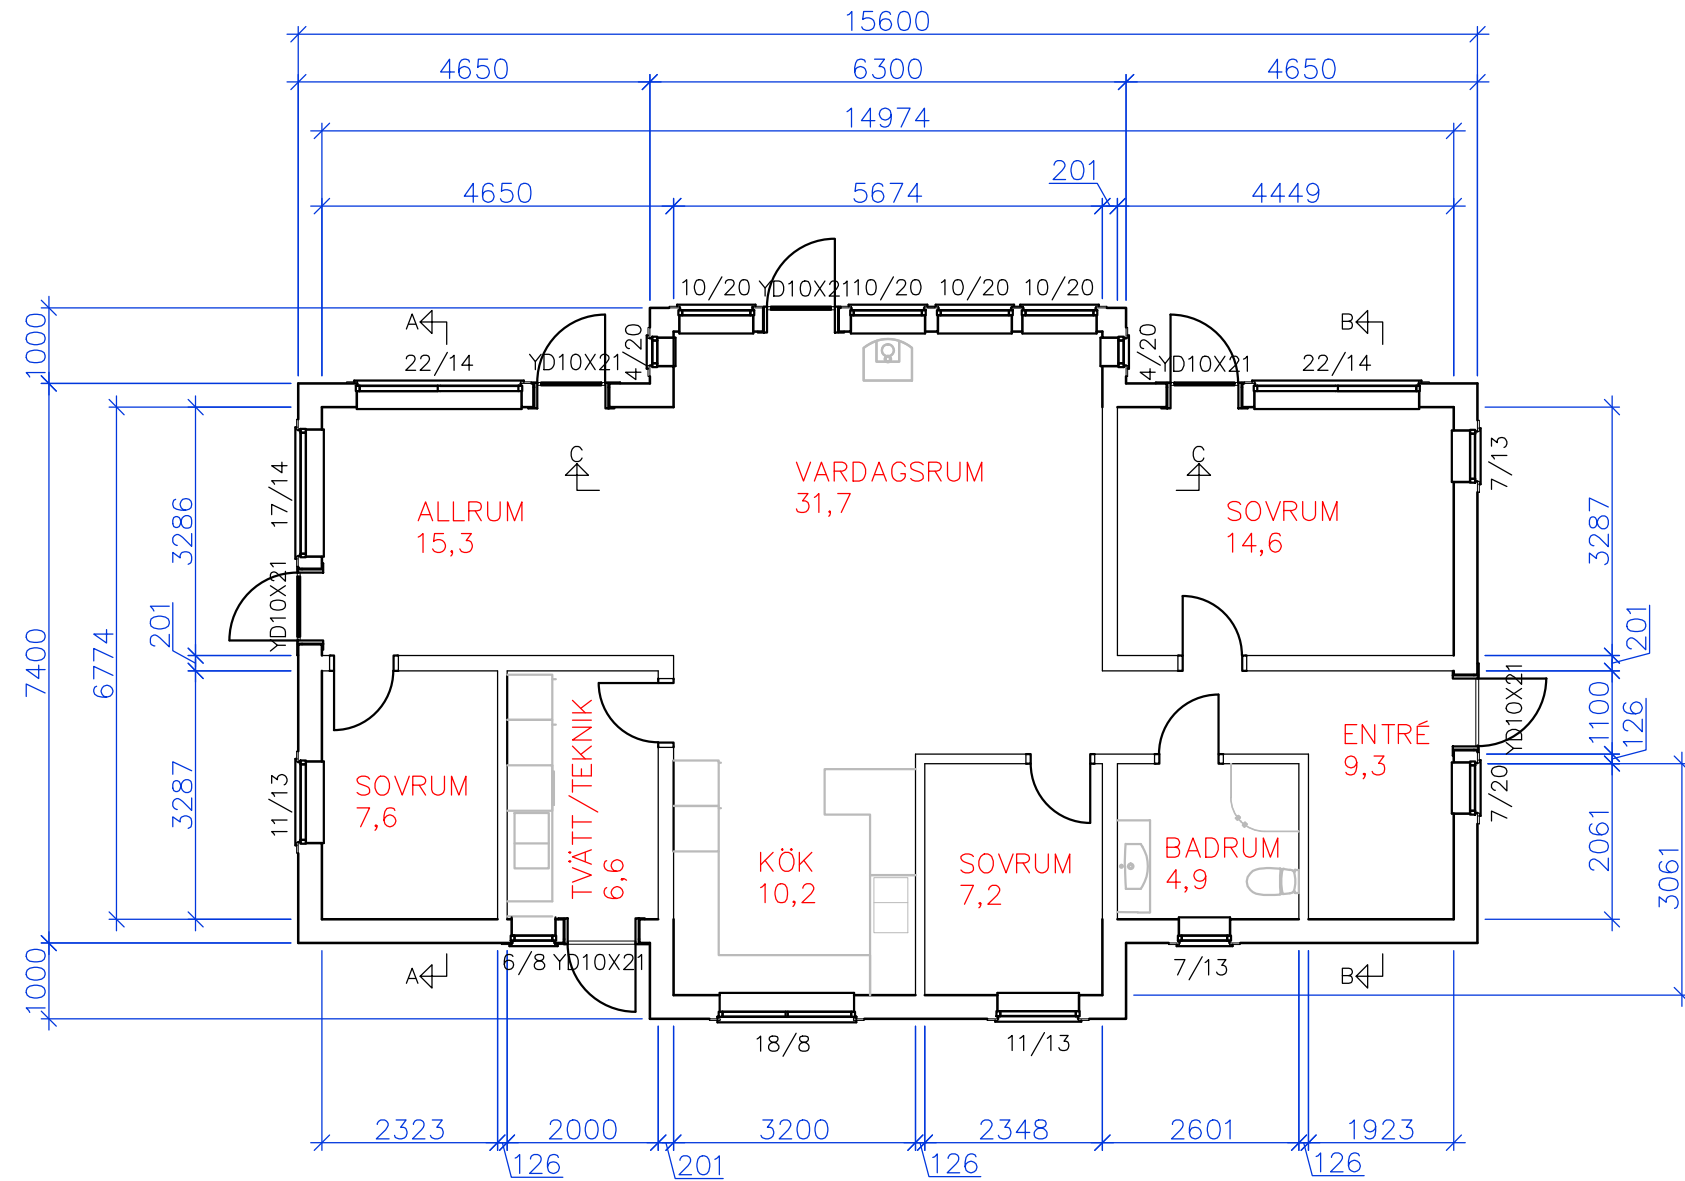 15600
4650
6300
4650
14974
201
4650
5674
4449
10/20
YD10X21
10/20
10/20
10/20
A
B
1000
4/20
4/20
22/14
YD10X21
YD10X21
22/14
C
C
7/13
17/14
VARDAGSRUM
31,7
ALLRUM
15,3
SOVRUM
14,6
3286
3287
YD10X21
201
201
7400
6774
YD10X21
1100
126
TVÄTT/TEKNIK
6,6
ENTRÉ
9,3
SOVRUM
7,6
11/13
3287
7/20
2061
3061
KÖK
10,2
SOVRUM
7,2
BADRUM
4,9
A
6/8
YD10X21
7/13
B
1000
18/8
11/13
2323
2000
3200
2348
2601
1923
126
201
126
126